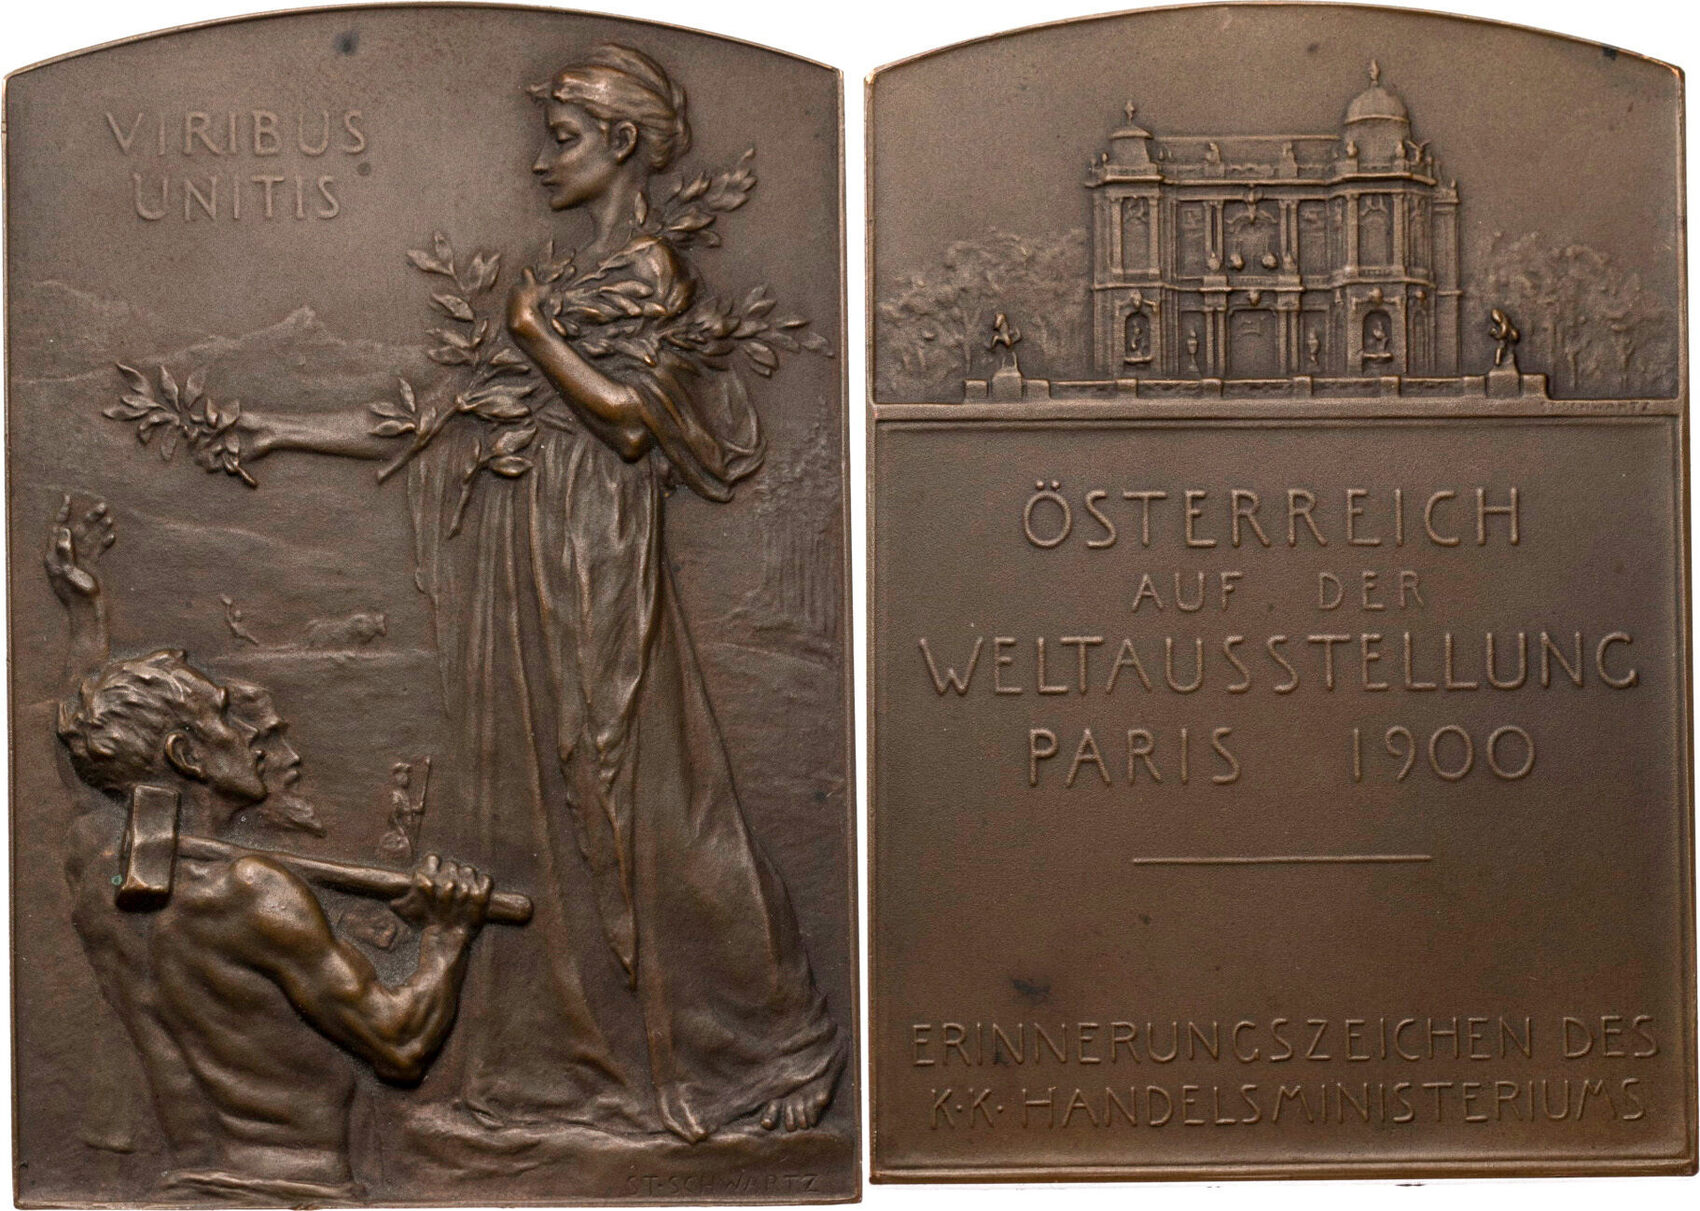 VIRIBUS
UNITIS
ST·SCHWARTZ
ÖSTERREICH
AUF DER
WELTAUSSTELLUNG
PARIS 1900
ERINNERUNGSZEICHEN DES
K·K· HANDELSMINISTERIUMS